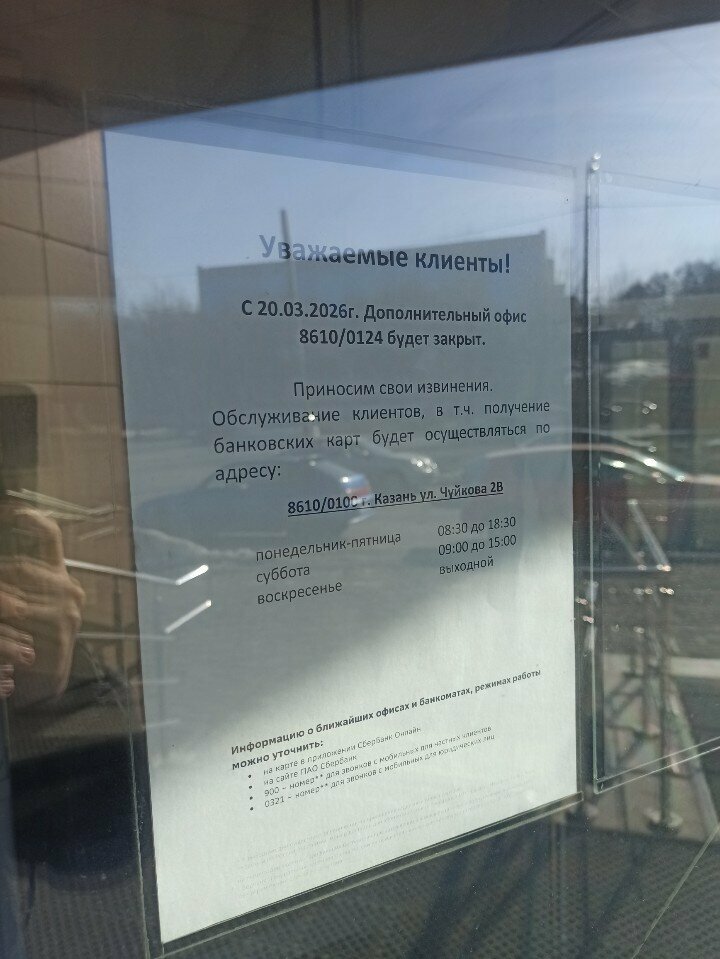 Уважаемые клиенты!
С 20.03.2026г. Дополнительный офис
8610/0124 будет закрыт.
Приносим свои извинения.
Обслуживание клиентов, в т.ч. получение
банковских карт будет осуществляться по
адресу:
8610/0100 г. Казань ул. Чуйкова 2В
понедельник-пятница 08:30 до 18:30
суббота 09:00 до 15:00
воскресенье выходной
Информацию о ближайших офисах и банкоматах, режимах работы
можно уточнить:
• на карте в приложении СберБанк Онлайн
• на сайте ПАО Сбербанк
• 900 – номер** для звонков с мобильных для частных клиентов
• 0321 – номер** для звонков с мобильных для юридических лиц